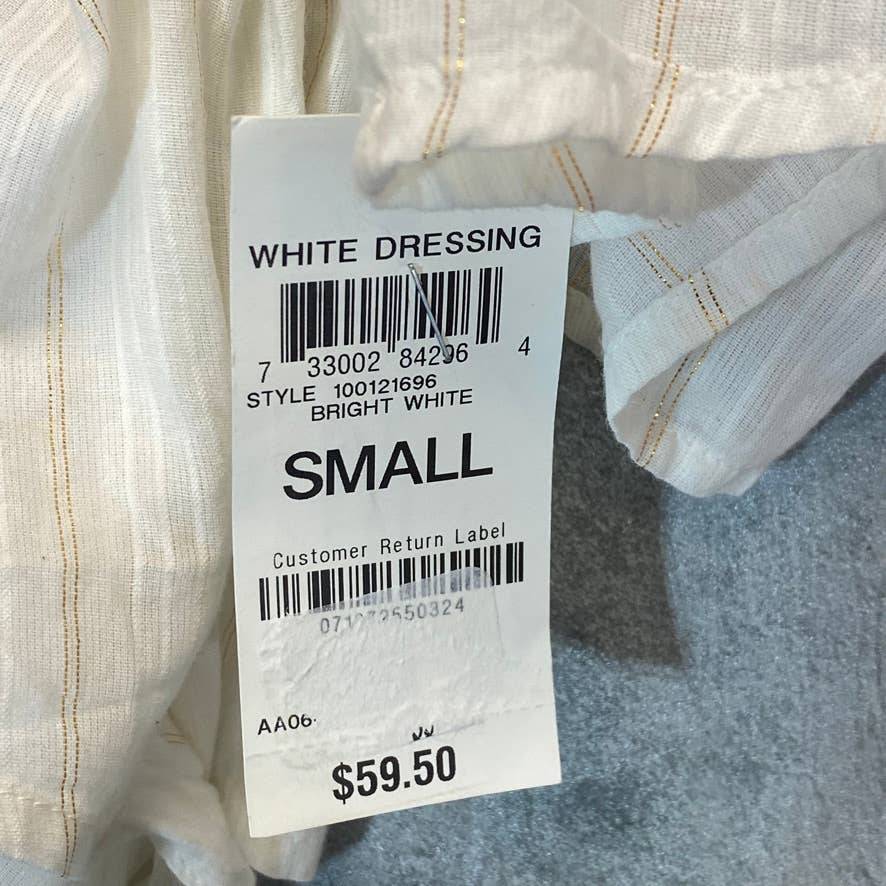 WHITE DRESSING
7 33002 84296 4
STYLE 100121696
BRIGHT WHITE
SMALL
Customer Return Label
AA06
$59.50